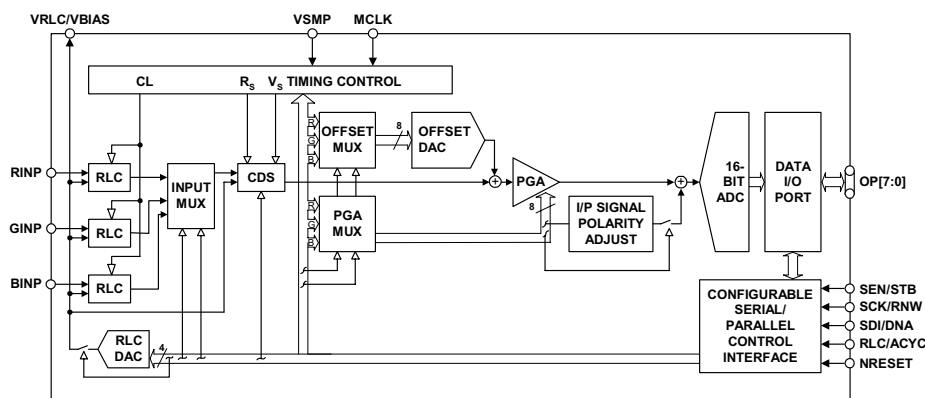 VRLC/VBIAS
VSMP
MCLK
CL
RS
VS TIMING CONTROL
R
G
B
OFFSET
MUX
8
OFFSET
DAC
RINP
RLC
INPUT
MUX
CDS
+
PGA
+
16-
BIT
ADC
DATA
I/O
PORT
OP[7:0]
GINP
RLC
R
G
B
PGA
MUX
8
I/P SIGNAL
POLARITY
ADJUST
BINP
RLC
CONFIGURABLE
SERIAL/
PARALLEL
CONTROL
INTERFACE
SEN/STB
SCK/RNW
SDI/DNA
RLC/ACYC
NRESET
RLC
DAC
4